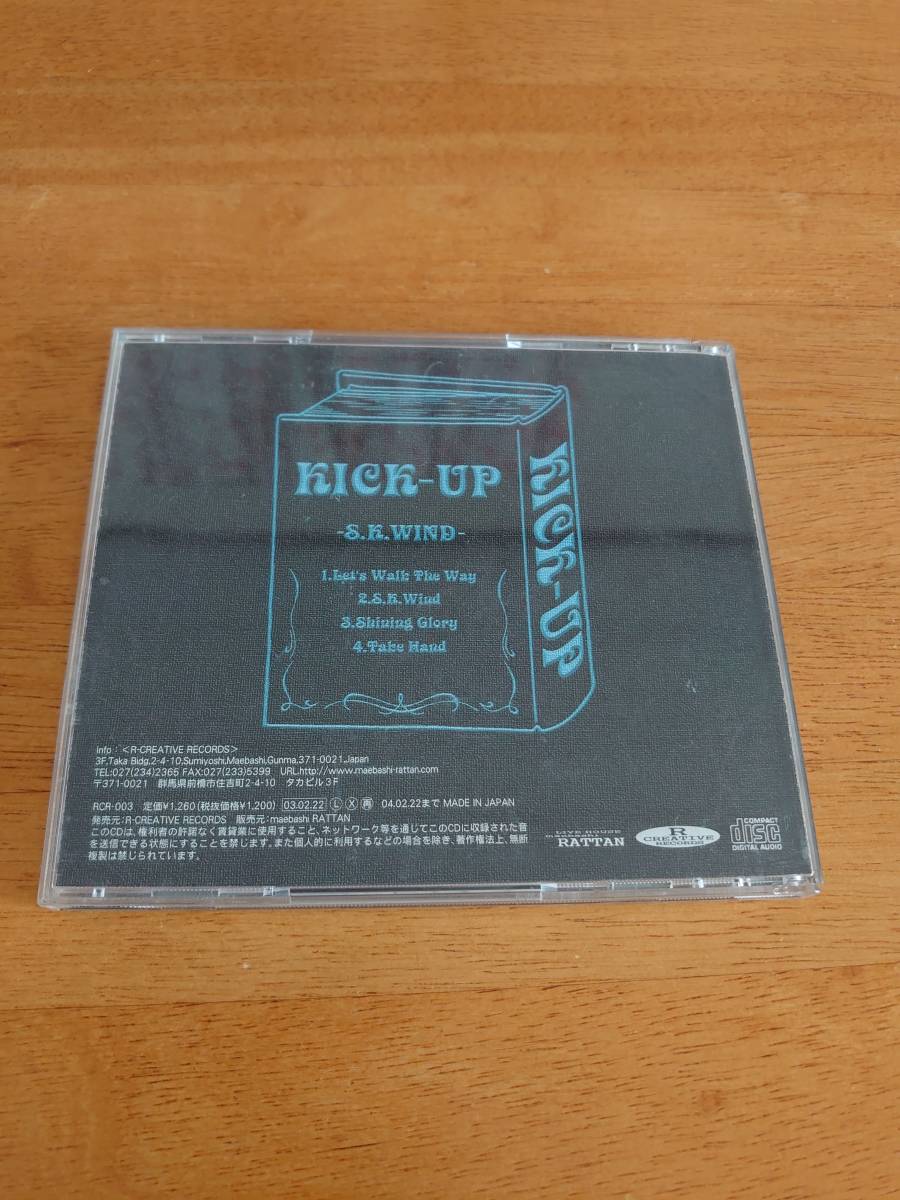 KICK-UP
-S.K.WIND-
1.Let's Walk The Way
2.S.K.Wind
3.Shining Glory
4.Take Hand
KICK-UP
Info：＜R-CREATIVE RECORDS＞
3F,Taka Bldg,2-4-10,Sumiyoshi,Maebashi,Gunma,371-0021,Japan
TEL:027(234)2365 FAX:027(233)5399 URL.http://www.maebashi-rattan.com
〒371-0021 群馬県前橋市住吉町2-4-10 タカビル3F
RCR-003 定価¥1,260(税抜価格¥1,200) 03.02.22 Ⓛ Ⓧ 再 04.02.22まで MADE IN JAPAN
発売元:R-CREATIVE RECORDS 販売元:maebashi RATTAN
このCDは、権利者の許諾なく賃貸業に使用すること、ネットワーク等を通じてこのCDに収録された音
を送信できる状態にすることを禁じます。また個人的に利用するなどの場合を除き、著作権法上、無断
複製は禁じられています。
LIVE HOUSE
RATTAN
R
CREATIVE
RECORDS
COMPACT
disc
DIGITAL AUDIO